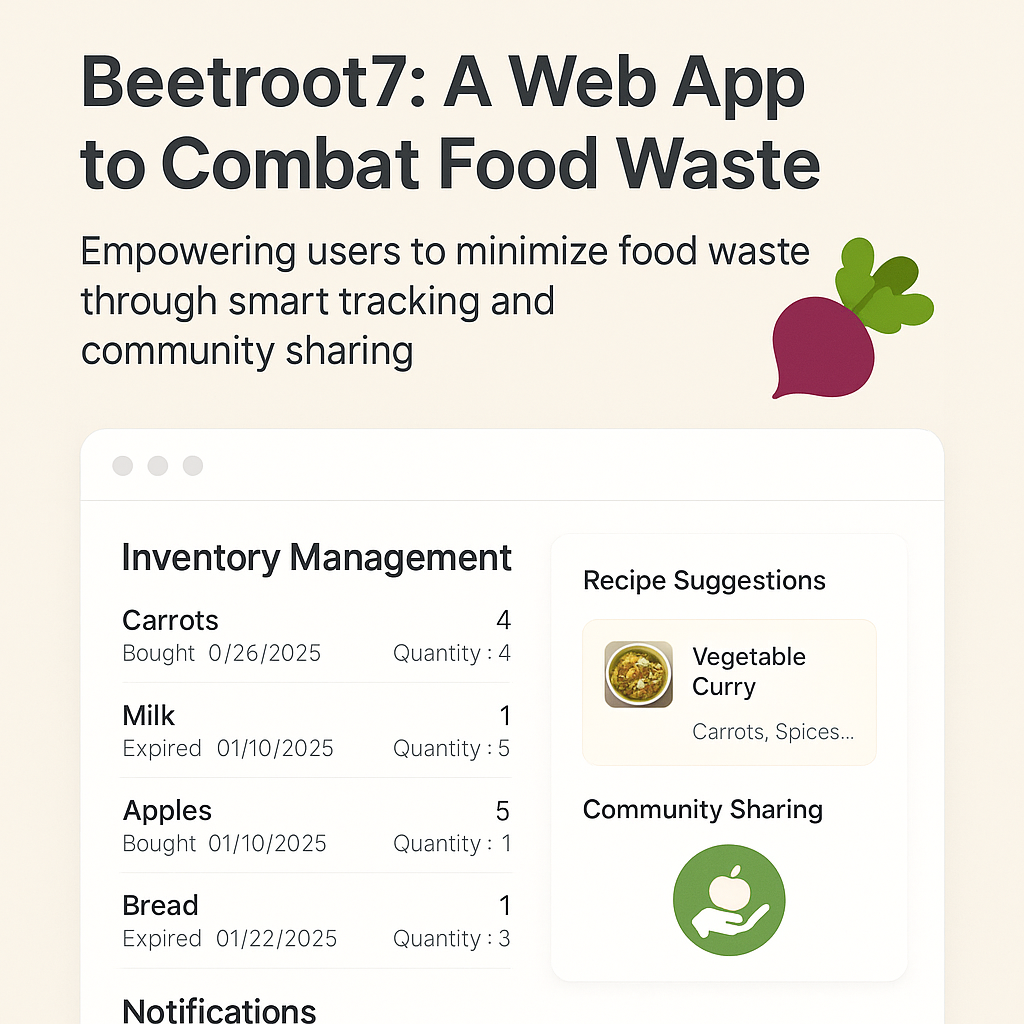 Beetroot7: A Web App
to Combat Food Waste
Empowering users to minimize food waste
through smart tracking and
community sharing
Inventory Management
Carrots 4
Bought 0/26/2025 Quantity : 4
Milk 1
Expired 01/10/2025 Quantity : 5
Apples 5
Bought 01/10/2025 Quantity : 1
Bread 1
Expired 01/22/2025 Quantity : 3
Notifications
Recipe Suggestions
Vegetable
Curry
Carrots, Spices...
Community Sharing